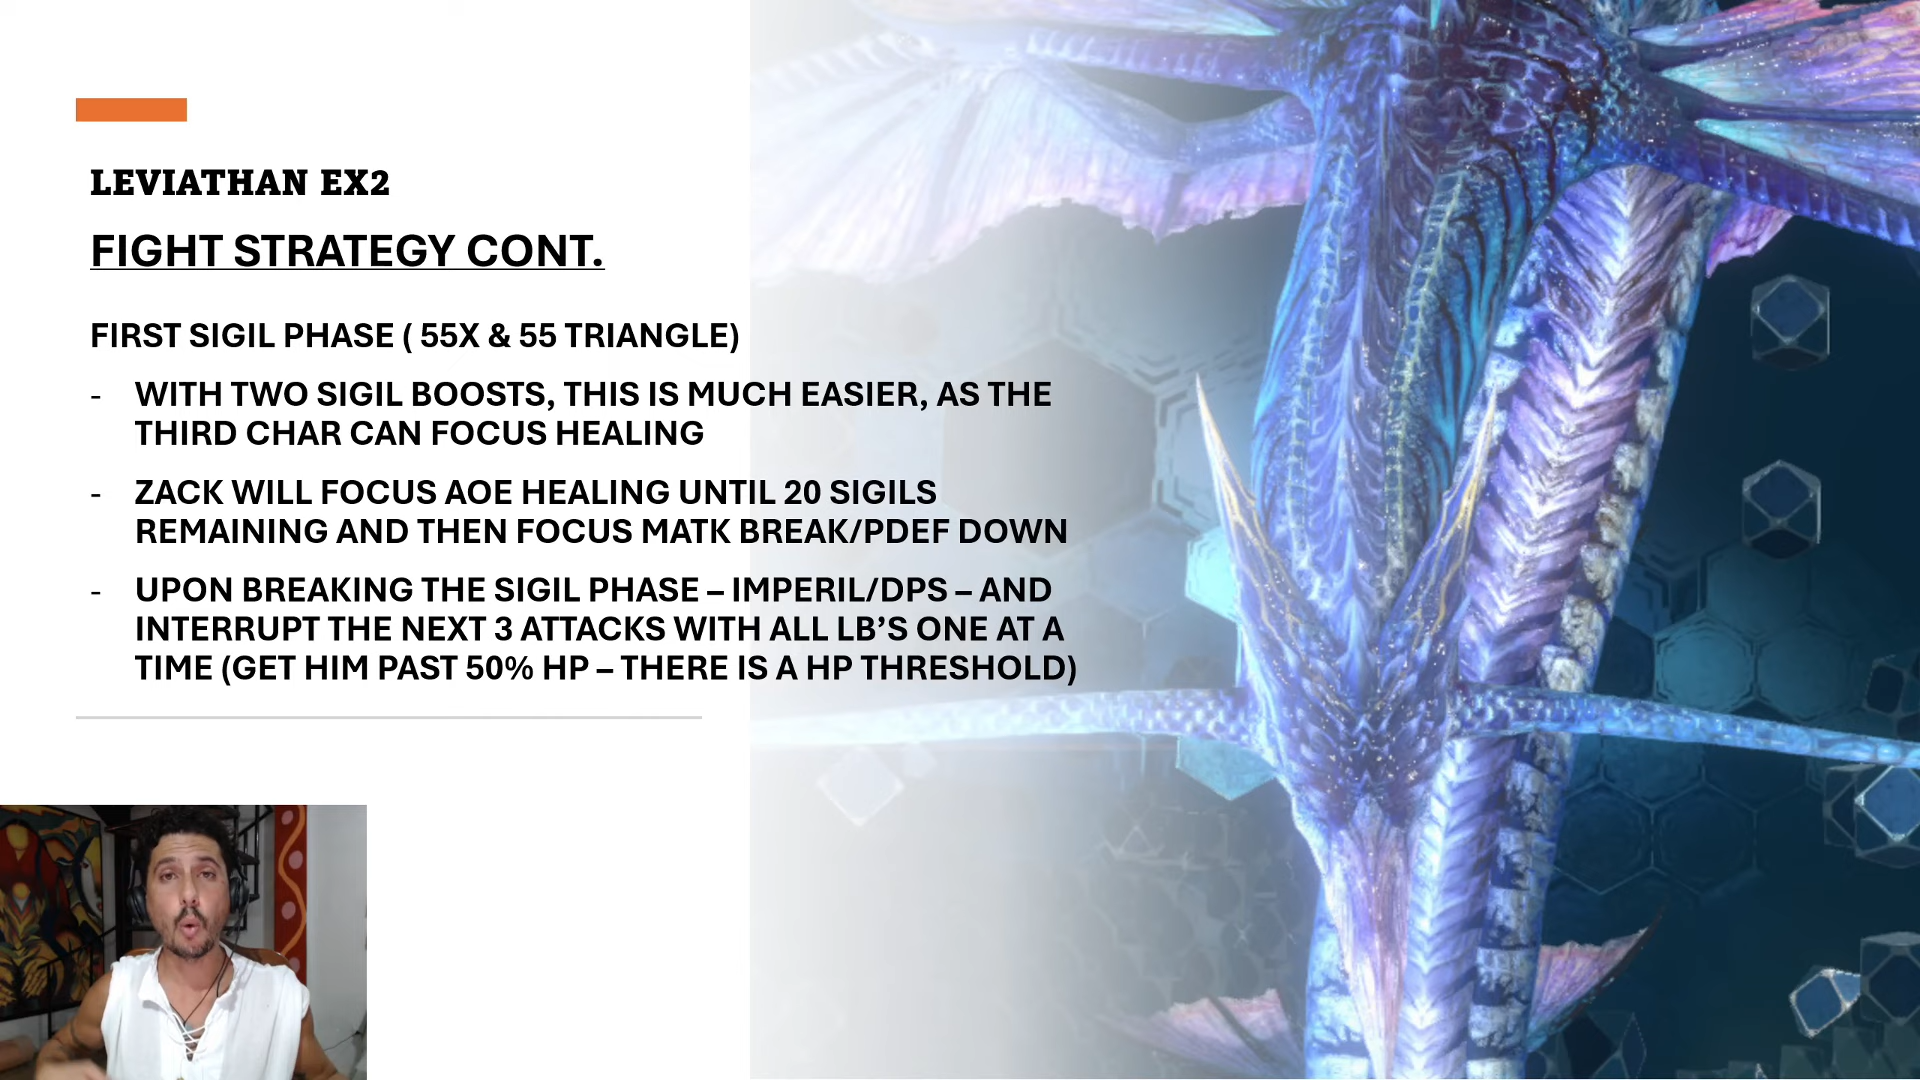 LEVIATHAN EX2
FIGHT STRATEGY CONT.
FIRST SIGIL PHASE ( 55X & 55 TRIANGLE)
- WITH TWO SIGIL BOOSTS, THIS IS MUCH EASIER, AS THE
THIRD CHAR CAN FOCUS HEALING
- ZACK WILL FOCUS AOE HEALING UNTIL 20 SIGILS
REMAINING AND THEN FOCUS MATK BREAK/PDEF DOWN
- UPON BREAKING THE SIGIL PHASE – IMPERIL/DPS – AND
INTERRUPT THE NEXT 3 ATTACKS WITH ALL LB’S ONE AT A
TIME (GET HIM PAST 50% HP – THERE IS A HP THRESHOLD)